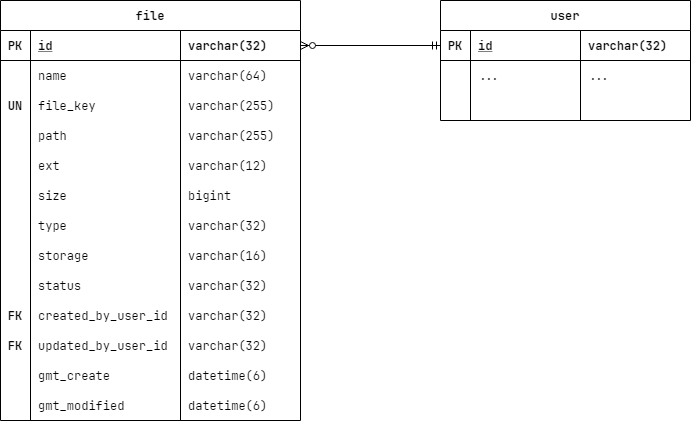 file
PK id varchar(32)
name varchar(64)
UN file_key varchar(255)
path varchar(255)
ext varchar(12)
size bigint
type varchar(32)
storage varchar(16)
status varchar(32)
FK created_by_user_id varchar(32)
FK updated_by_user_id varchar(32)
gmt_create datetime(6)
gmt_modified datetime(6)
user
PK id varchar(32)
... ...